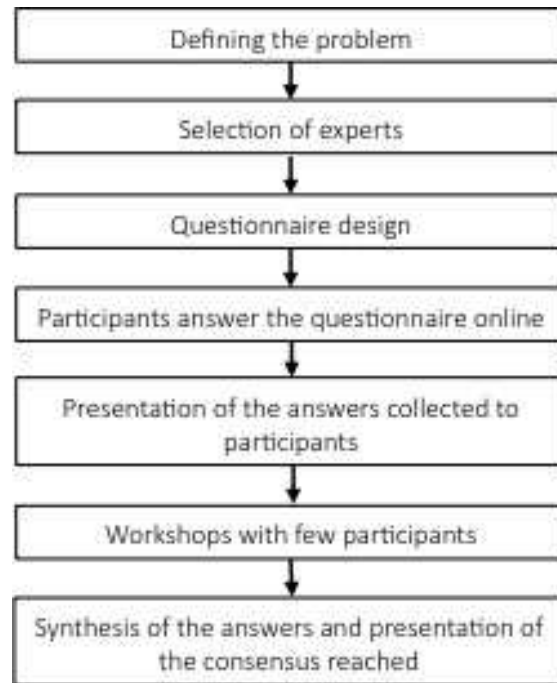 Defining the problem
Selection of experts
Questionnaire design
Participants answer the questionnaire online
Presentation of the answers collected to
participants
Workshops with few participants
Synthesis of the answers and presentation of
the consensus reached